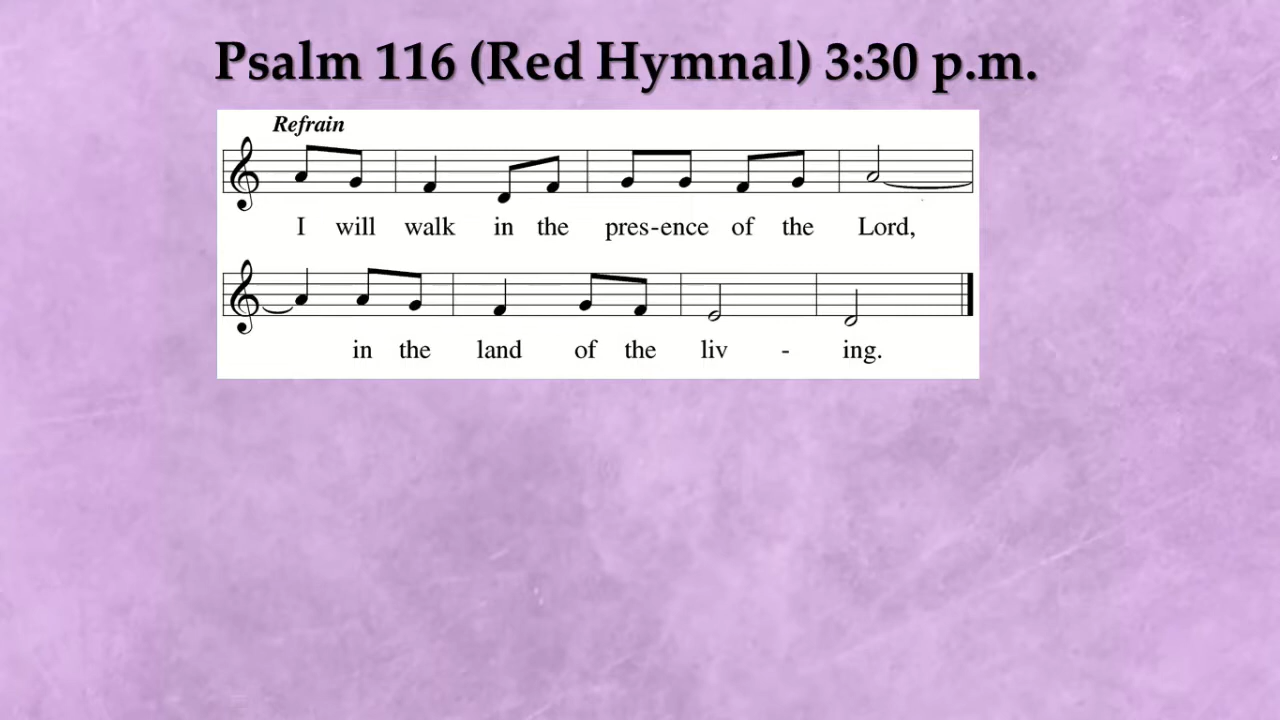 Psalm 116 (Red Hymnal) 3:30 p.m.
Refrain
I will walk in the pres-ence of the Lord,
in the land of the liv - ing.